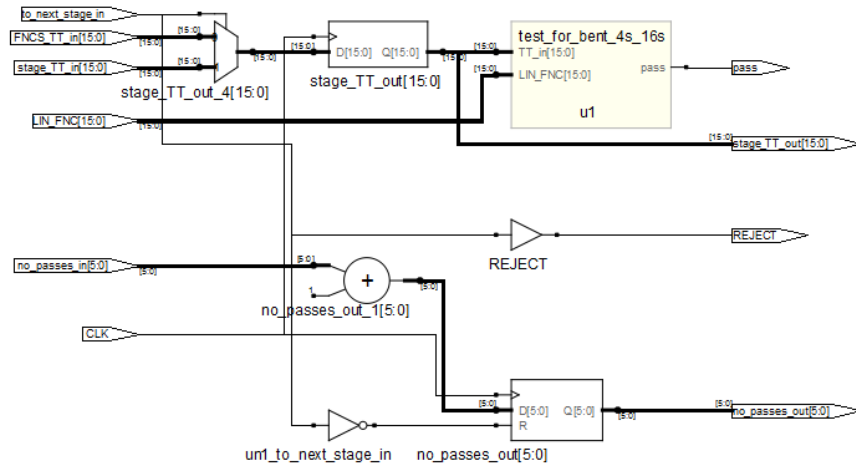 to_next_stage_in
FNCS_TT_in[15:0]
[15:0]
[15:0]
stage_TT_in[15:0]
[15:0]
[15:0]
stage_TT_out_4[15:0]
[15:0]
[15:0]
D[15:0] Q[15:0]
[15:0]
stage_TT_out[15:0]
test_for_bent_4s_16s
[15:0]
TT_in[15:0]
[15:0]
LIN_FNC[15:0]
pass
u1
pass
LIN_FNC[15:0]
[15:0]
[15:0]
stage_TT_out[15:0]
REJECT
REJECT
no_passes_in[5:0]
[5:0]
[5:0]
+
1
[5:0]
no_passes_out_1[5:0]
CLK
[5:0]
D[5:0] Q[5:0]
R
[5:0]
[5:0]
no_passes_out[5:0]
un1_to_next_stage_in
no_passes_out[5:0]